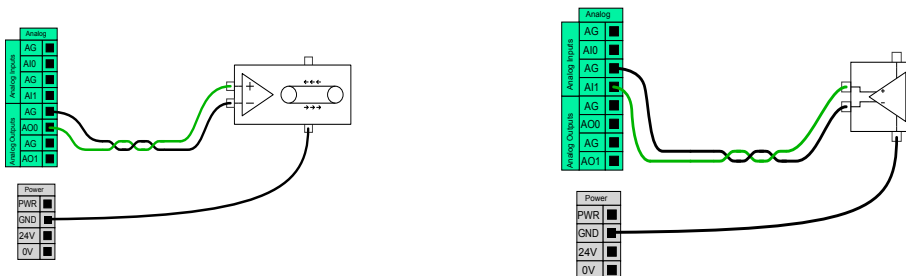 Analog
Analog Inputs
AG
AI0
AG
AI1
Analog Outputs
AG
AO0
AG
AO1
Power
PWR
GND
24V
0V
+
−
Analog
Analog Inputs
AG
AI0
AG
AI1
Analog Outputs
AG
AO0
AG
AO1
Power
PWR
GND
24V
0V
+
−